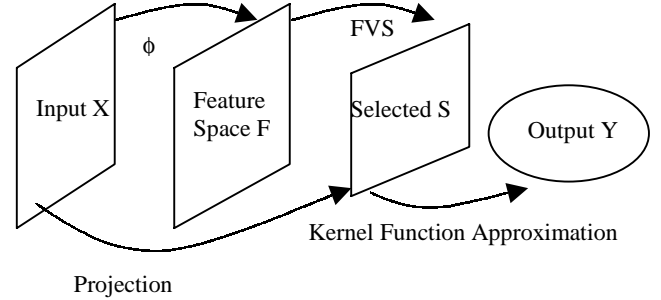 FVS
ϕ
Input X
Feature
Space F
Selected S
Output Y
Kernel Function Approximation
Projection